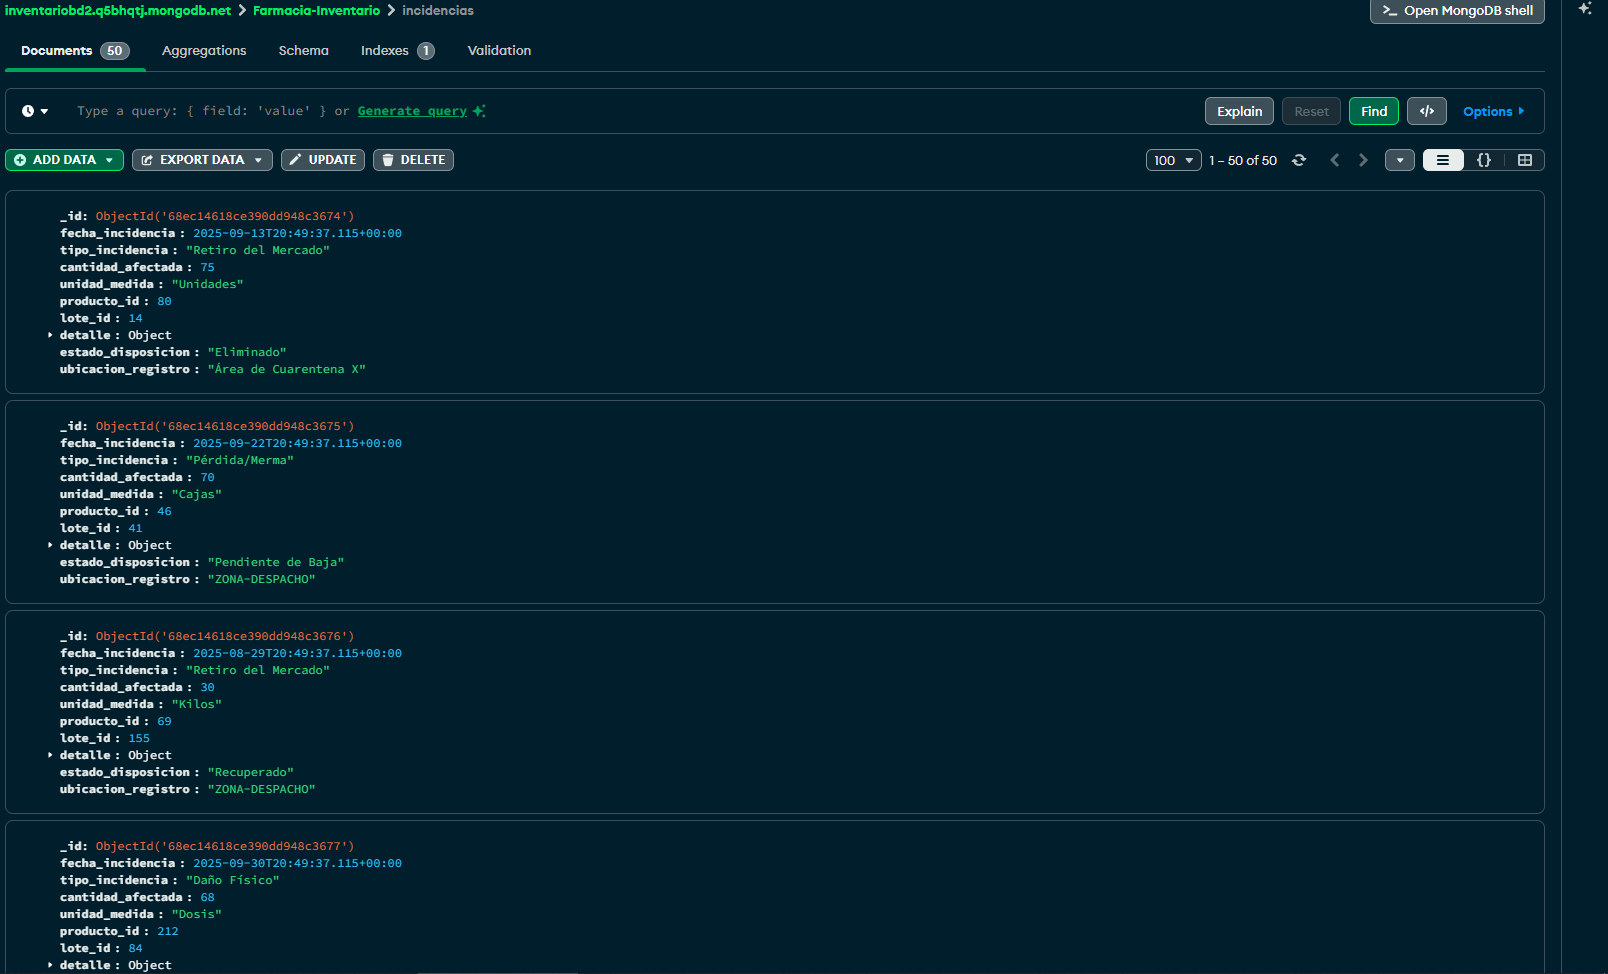 inventariobd2.q5bhqtj.mongodb.net > Farmacia-Inventario > incidencias
>_ Open MongoDB shell
Documents 50 Aggregations Schema Indexes 1 Validation
Type a query: { field: 'value' } or Generate query
Explain Reset Find </> Options
ADD DATA EXPORT DATA UPDATE DELETE
100 1 – 50 of 50 {}
_id: ObjectId('68ec14618ce390dd948c3674')
fecha_incidencia : 2025-09-13T20:49:37.115+00:00
tipo_incidencia : "Retiro del Mercado"
cantidad_afectada : 75
unidad_medida : "Unidades"
producto_id : 80
lote_id : 14
detalle : Object
estado_disposicion : "Eliminado"
ubicacion_registro : "Área de Cuarentena X"
_id: ObjectId('68ec14618ce390dd948c3675')
fecha_incidencia : 2025-09-22T20:49:37.115+00:00
tipo_incidencia : "Pérdida/Merma"
cantidad_afectada : 70
unidad_medida : "Cajas"
producto_id : 46
lote_id : 41
detalle : Object
estado_disposicion : "Pendiente de Baja"
ubicacion_registro : "ZONA-DESPACHO"
_id: ObjectId('68ec14618ce390dd948c3676')
fecha_incidencia : 2025-08-29T20:49:37.115+00:00
tipo_incidencia : "Retiro del Mercado"
cantidad_afectada : 30
unidad_medida : "Kilos"
producto_id : 69
lote_id : 155
detalle : Object
estado_disposicion : "Recuperado"
ubicacion_registro : "ZONA-DESPACHO"
_id: ObjectId('68ec14618ce390dd948c3677')
fecha_incidencia : 2025-09-30T20:49:37.115+00:00
tipo_incidencia : "Daño Físico"
cantidad_afectada : 68
unidad_medida : "Dosis"
producto_id : 212
lote_id : 84
detalle : Object